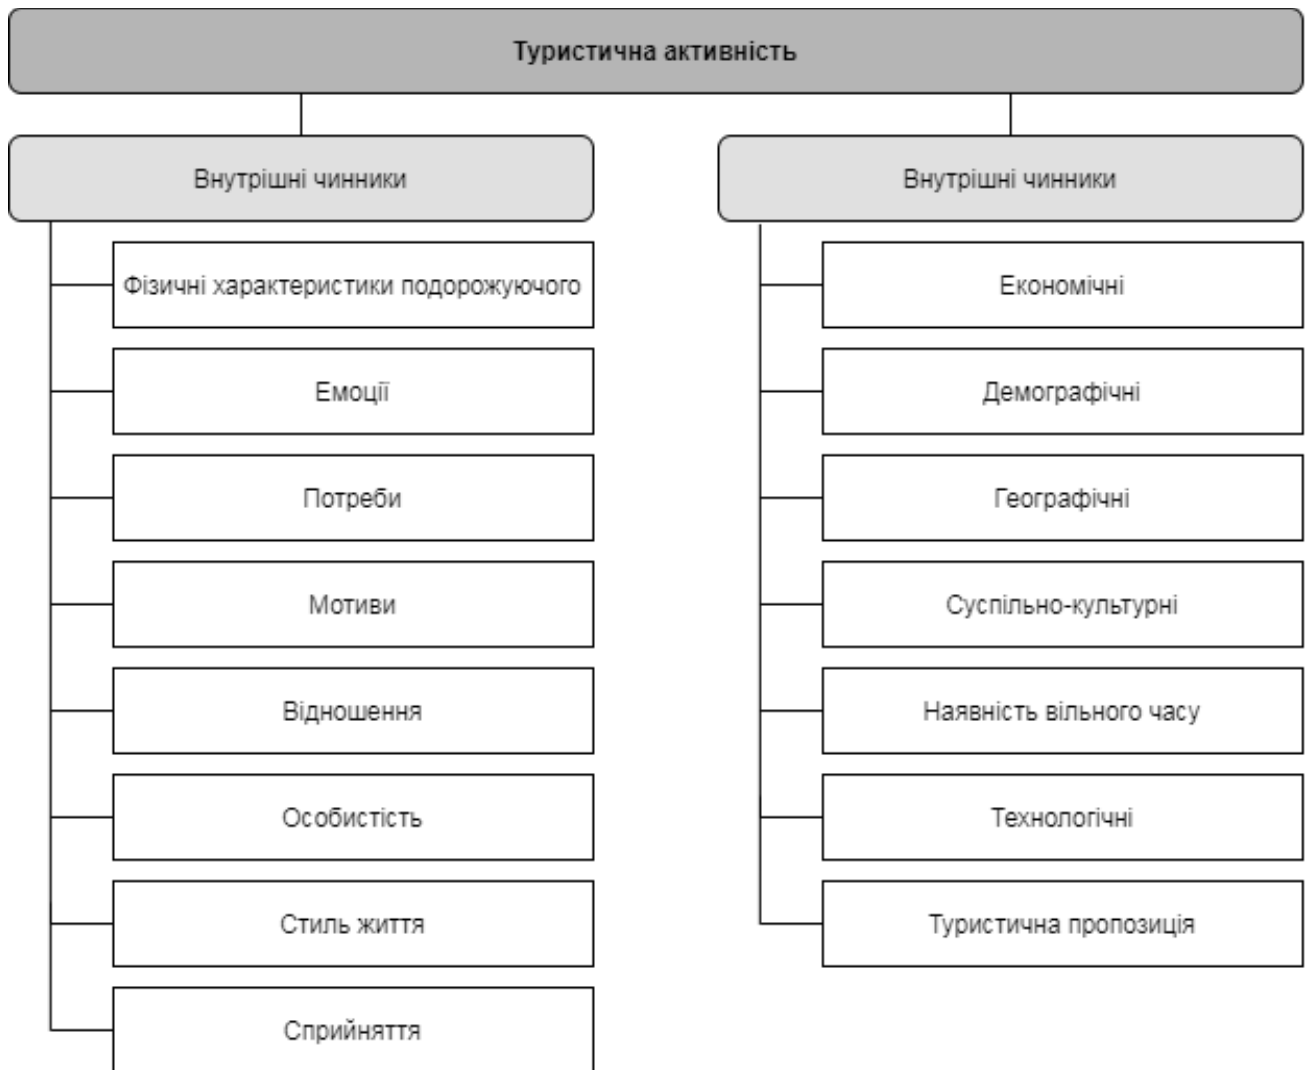 Туристична активність
Внутрішні чинники
Фізичні характеристики подорожуючого
Емоції
Потреби
Мотиви
Відношення
Особистість
Стиль життя
Сприйняття
Внутрішні чинники
Економічні
Демографічні
Географічні
Суспільно-культурні
Наявність вільного часу
Технологічні
Туристична пропозиція